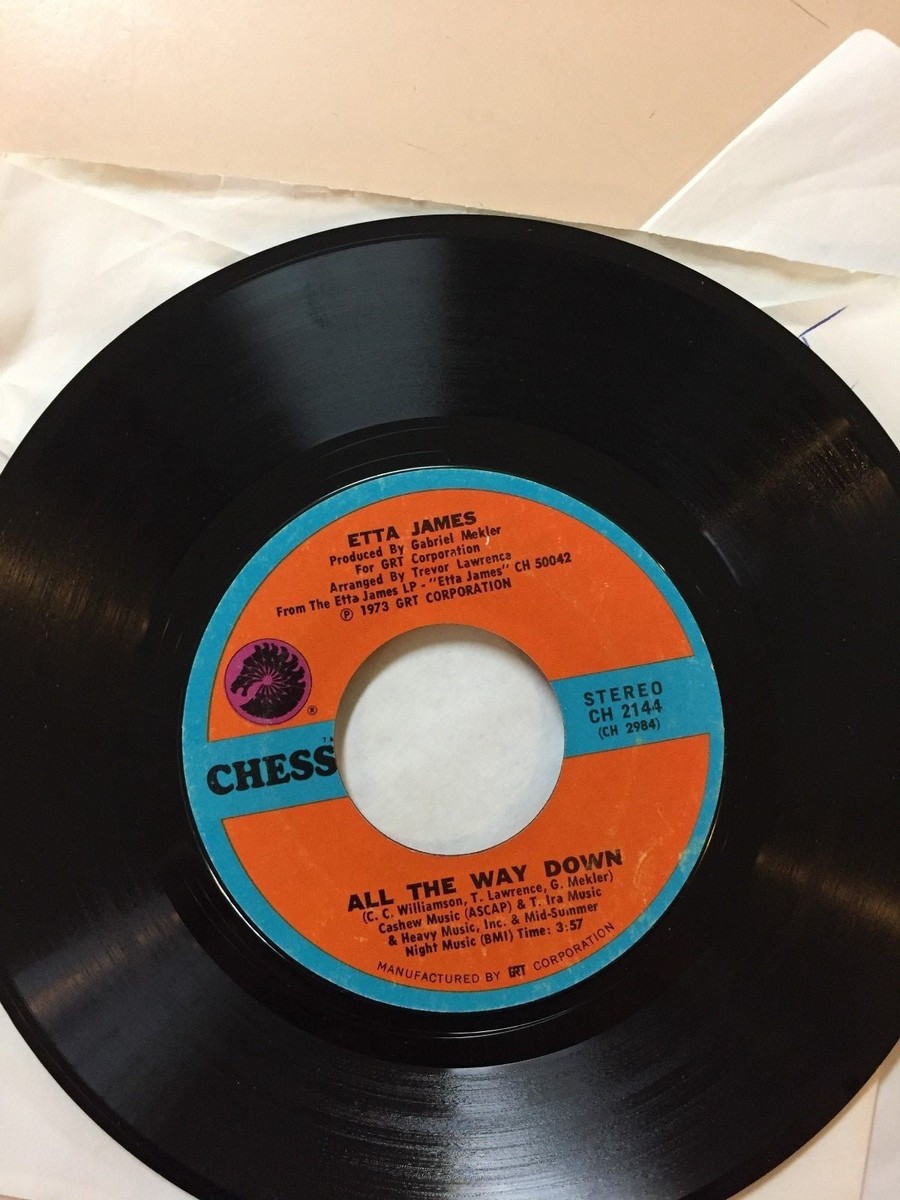 ETTA JAMES
Produced By Gabriel Mekler
For GRT Corporation
Arranged By Trevor Lawrence
From The Etta James LP - "Etta James" CH 50042
Ⓟ 1973 GRT CORPORATION
®
TM
CHESS
STEREO
CH 2144
(CH 2984)
ALL THE WAY DOWN
(C. C. Williamson, T. Lawrence, G. Mekler)
Cashew Music (ASCAP) & T. Ira Music
& Heavy Music, Inc. & Mid-Summer
Night Music (BMI) Time: 3:57
MANUFACTURED BY GRT CORPORATION